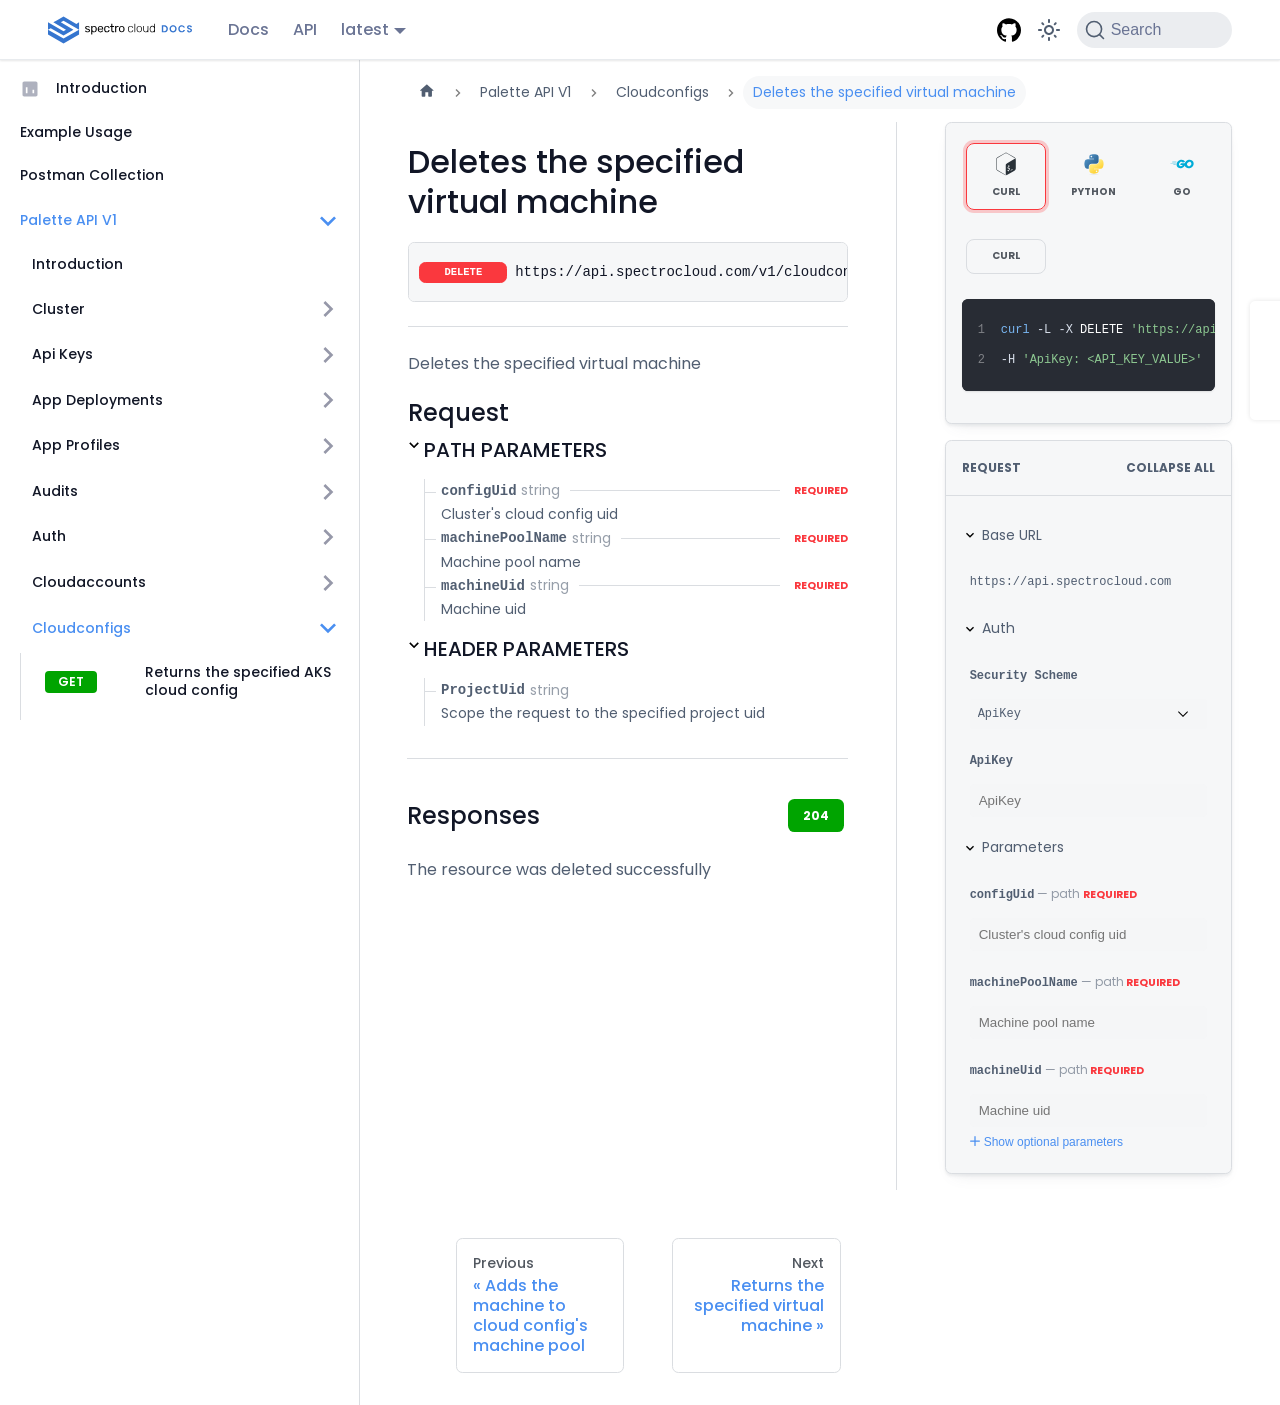 spectro cloud DOCS
Docs
API
latest
Search
Introduction
Example Usage
Postman Collection
Palette API V1
Introduction
Cluster
Api Keys
App Deployments
App Profiles
Audits
Auth
Cloudaccounts
Cloudconfigs
GET
Returns the specified AKS
cloud config
Palette API V1
Cloudconfigs
Deletes the specified virtual machine
Deletes the specified
virtual machine
DELETE https://api.spectrocloud.com/v1/cloudcon
Deletes the specified virtual machine
Request
PATH PARAMETERS
configUid string REQUIRED
Cluster's cloud config uid
machinePoolName string REQUIRED
Machine pool name
machineUid string REQUIRED
Machine uid
HEADER PARAMETERS
ProjectUid string
Scope the request to the specified project uid
Responses
204
The resource was deleted successfully
CURL
PYTHON
GO
CURL
1 curl -L -X DELETE 'https://api
2 -H 'ApiKey: <API_KEY_VALUE>'
REQUEST
COLLAPSE ALL
Base URL
https://api.spectrocloud.com
Auth
Security Scheme
ApiKey
ApiKey
ApiKey
Parameters
configUid — path REQUIRED
Cluster's cloud config uid
machinePoolName — path REQUIRED
Machine pool name
machineUid — path REQUIRED
Machine uid
Show optional parameters
Previous
« Adds the
machine to
cloud config's
machine pool
Next
Returns the
specified virtual
machine »